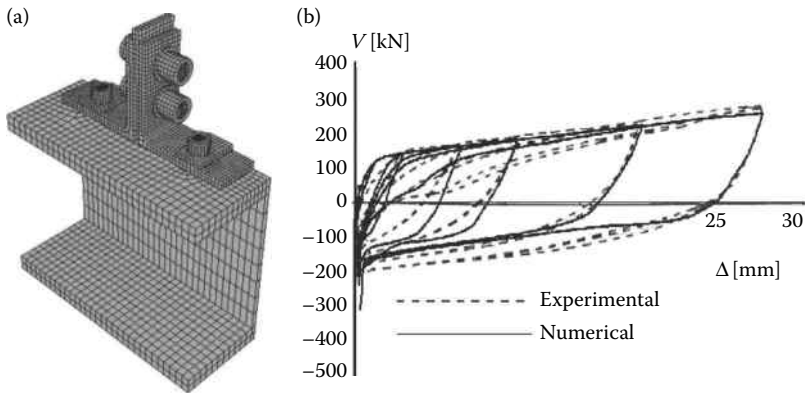 (a)
(b)
V [kN]
400
300
200
100
0
–100
–200
–300
–400
–500
25
30
Δ [mm]
Experimental
Numerical